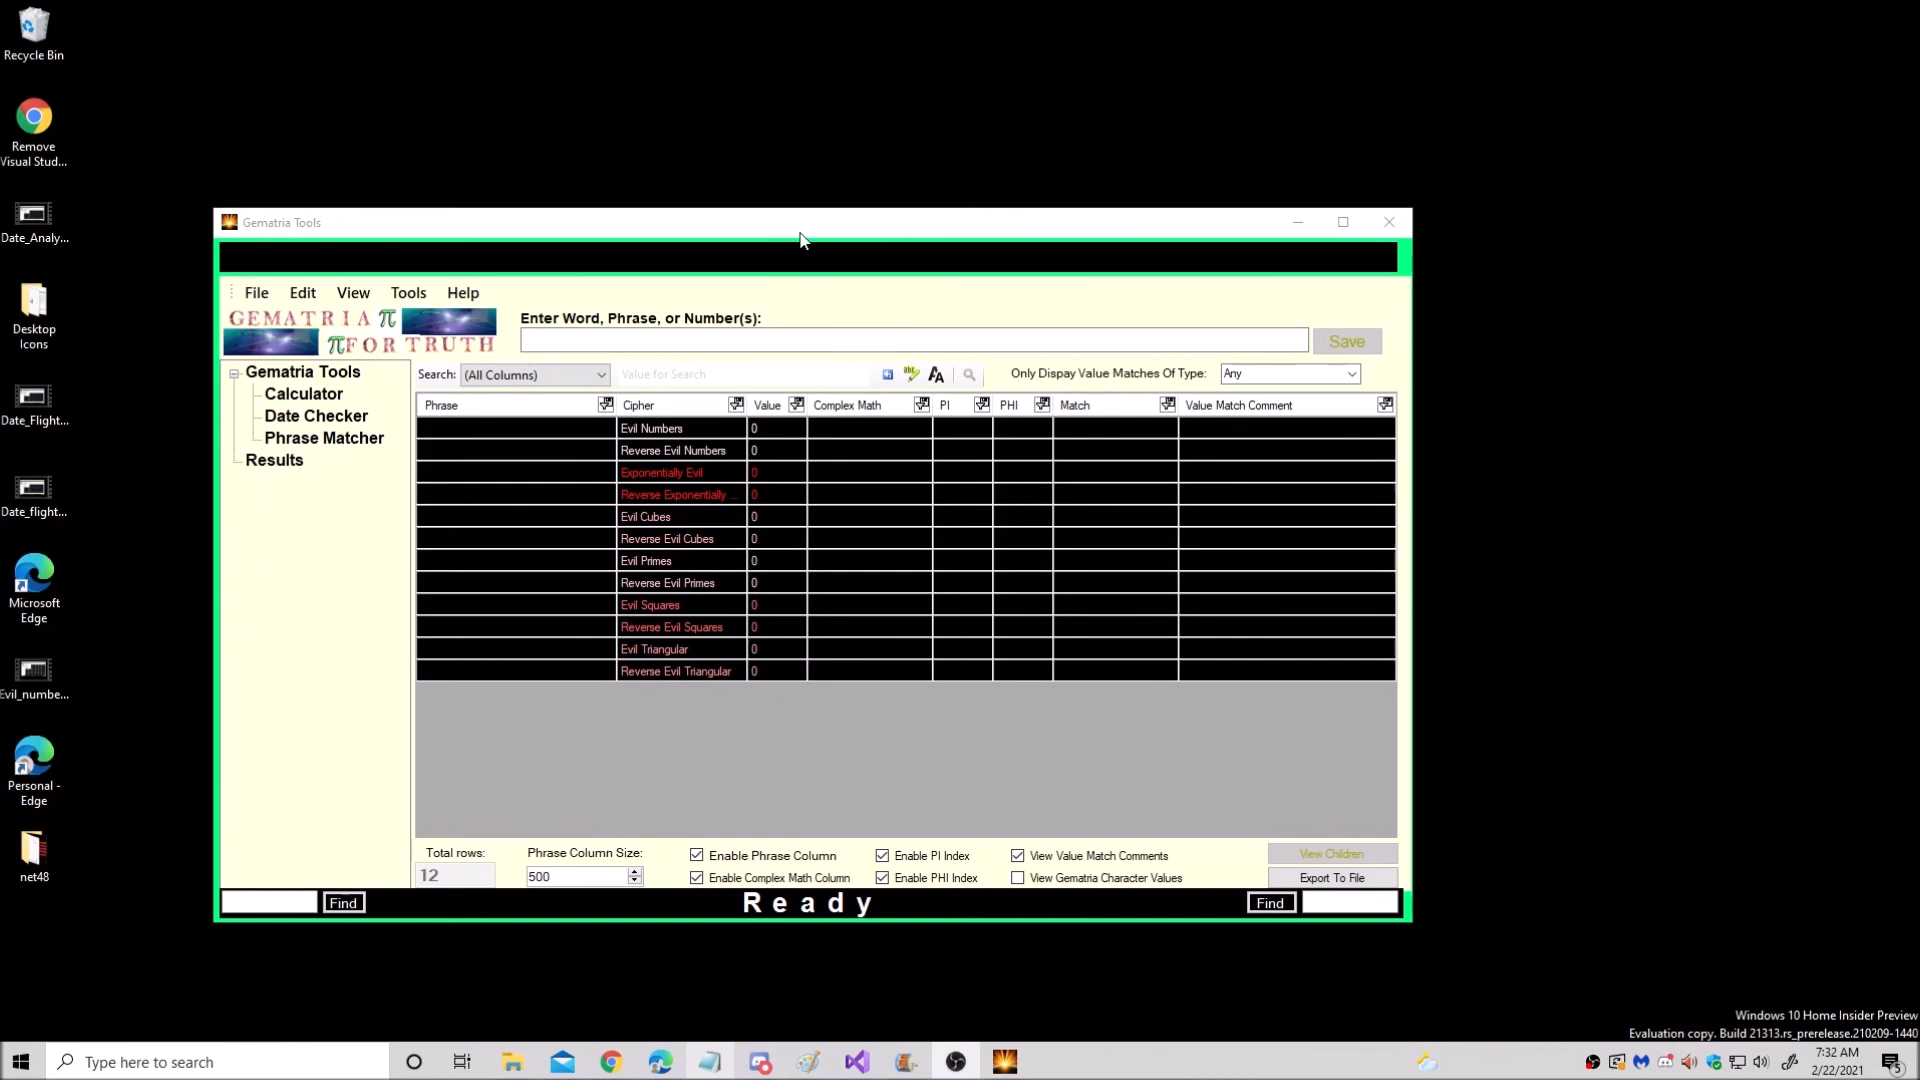 Recycle Bin
Remove
Visual Stud...
Date_Analy...
Desktop
Icons
Date_Flight...
Date_flight...
Microsoft
Edge
Evil_numbe...
Personal -
Edge
net48
Gematria Tools
File Edit View Tools Help
GEMATRIA π
πFOR TRUTH
Enter Word, Phrase, or Number(s):
Save
Search: (All Columns) Value for Search
Only Dispay Value Matches Of Type: Any
Gematria Tools
Calculator
Date Checker
Phrase Matcher
Results
Phrase Cipher Value Complex Math PI PHI Match Value Match Comment
Evil Numbers 0
Reverse Evil Numbers 0
Exponentially Evil 0
Reverse Exponentially ... 0
Evil Cubes 0
Reverse Evil Cubes 0
Evil Primes 0
Reverse Evil Primes 0
Evil Squares 0
Reverse Evil Squares 0
Evil Triangular 0
Reverse Evil Triangular 0
Total rows: Phrase Column Size: Enable Phrase Column Enable PI Index View Value Match Comments View Children
12 500 Enable Complex Math Column Enable PHI Index View Gematria Character Values Export To File
Find Ready Find
Windows 10 Home Insider Preview
Evaluation copy. Build 21313.rs_prerelease.210209-1440
Type here to search
7:32 AM
2/22/2021
5